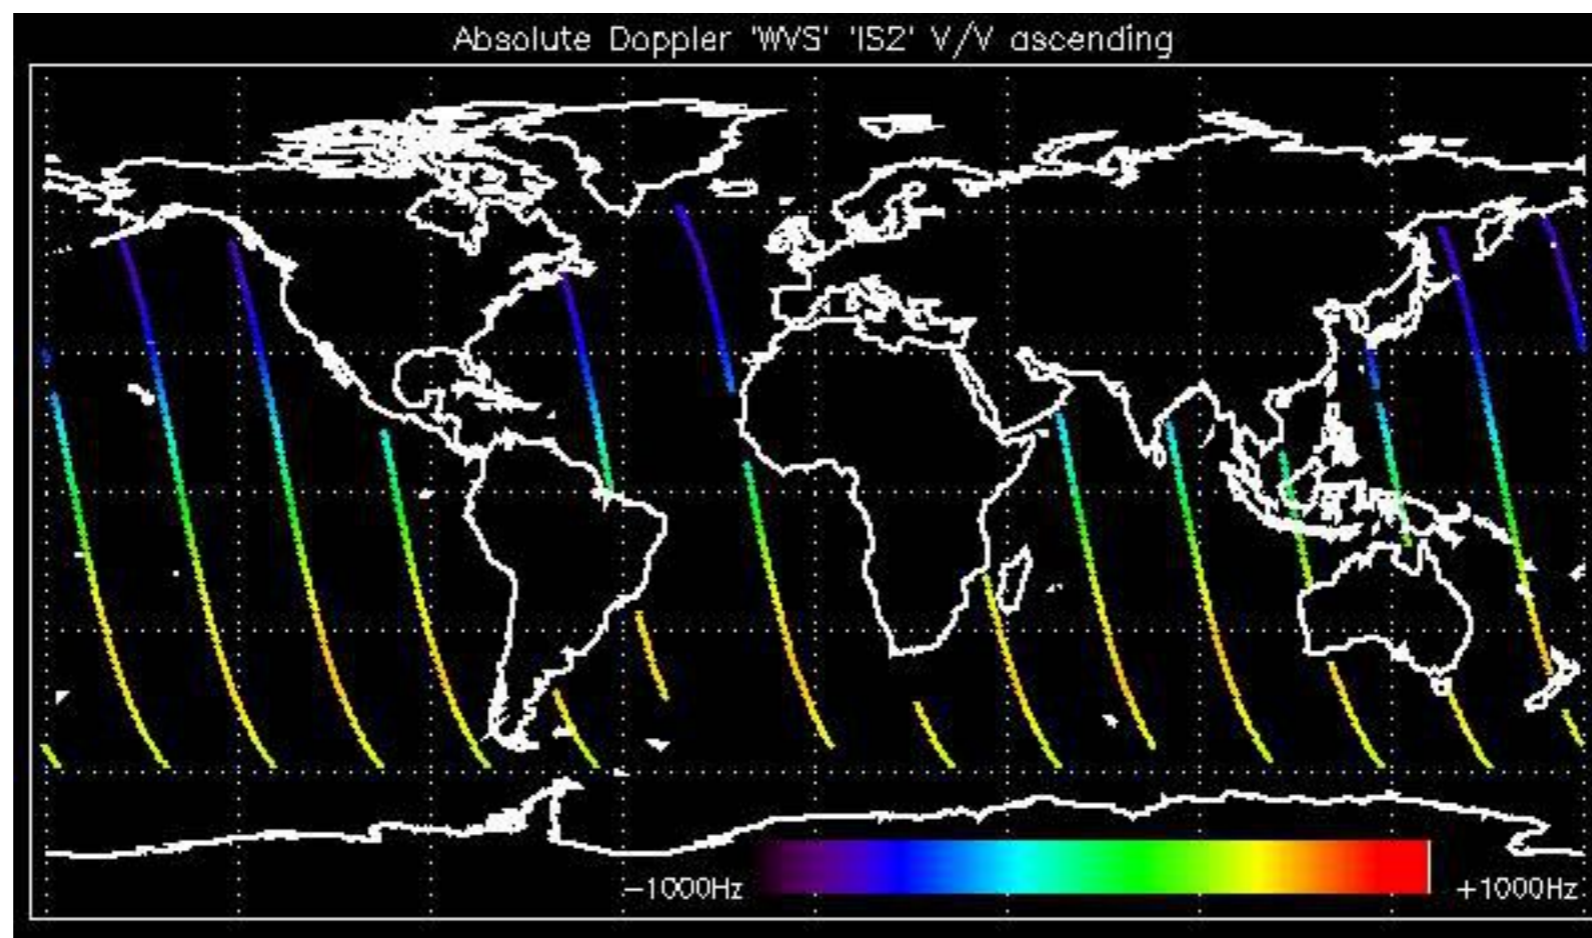 Absolute Doppler 'WVS' 'IS2' V/V ascending
−1000Hz +1000Hz